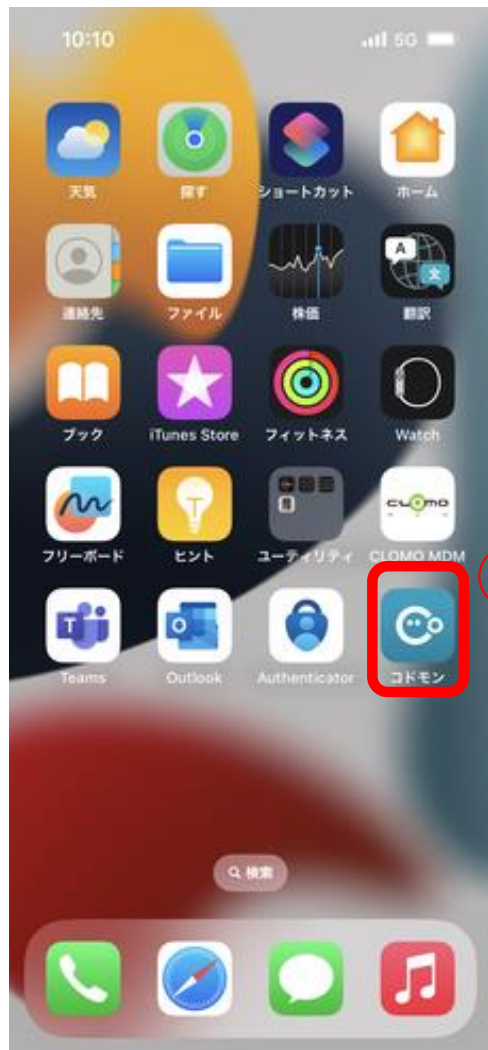 10:10
5G
天気
探す
ショートカット
ホーム
連絡先
ファイル
株価
A
文
翻訳
ブック
iTunes Store
フィットネス
Watch
フリーボード
T
ヒント
ユーティリティ
CLOMO
CLOMO MDM
T
Teams
O
Outlook
Authenticator
コドモン
検索